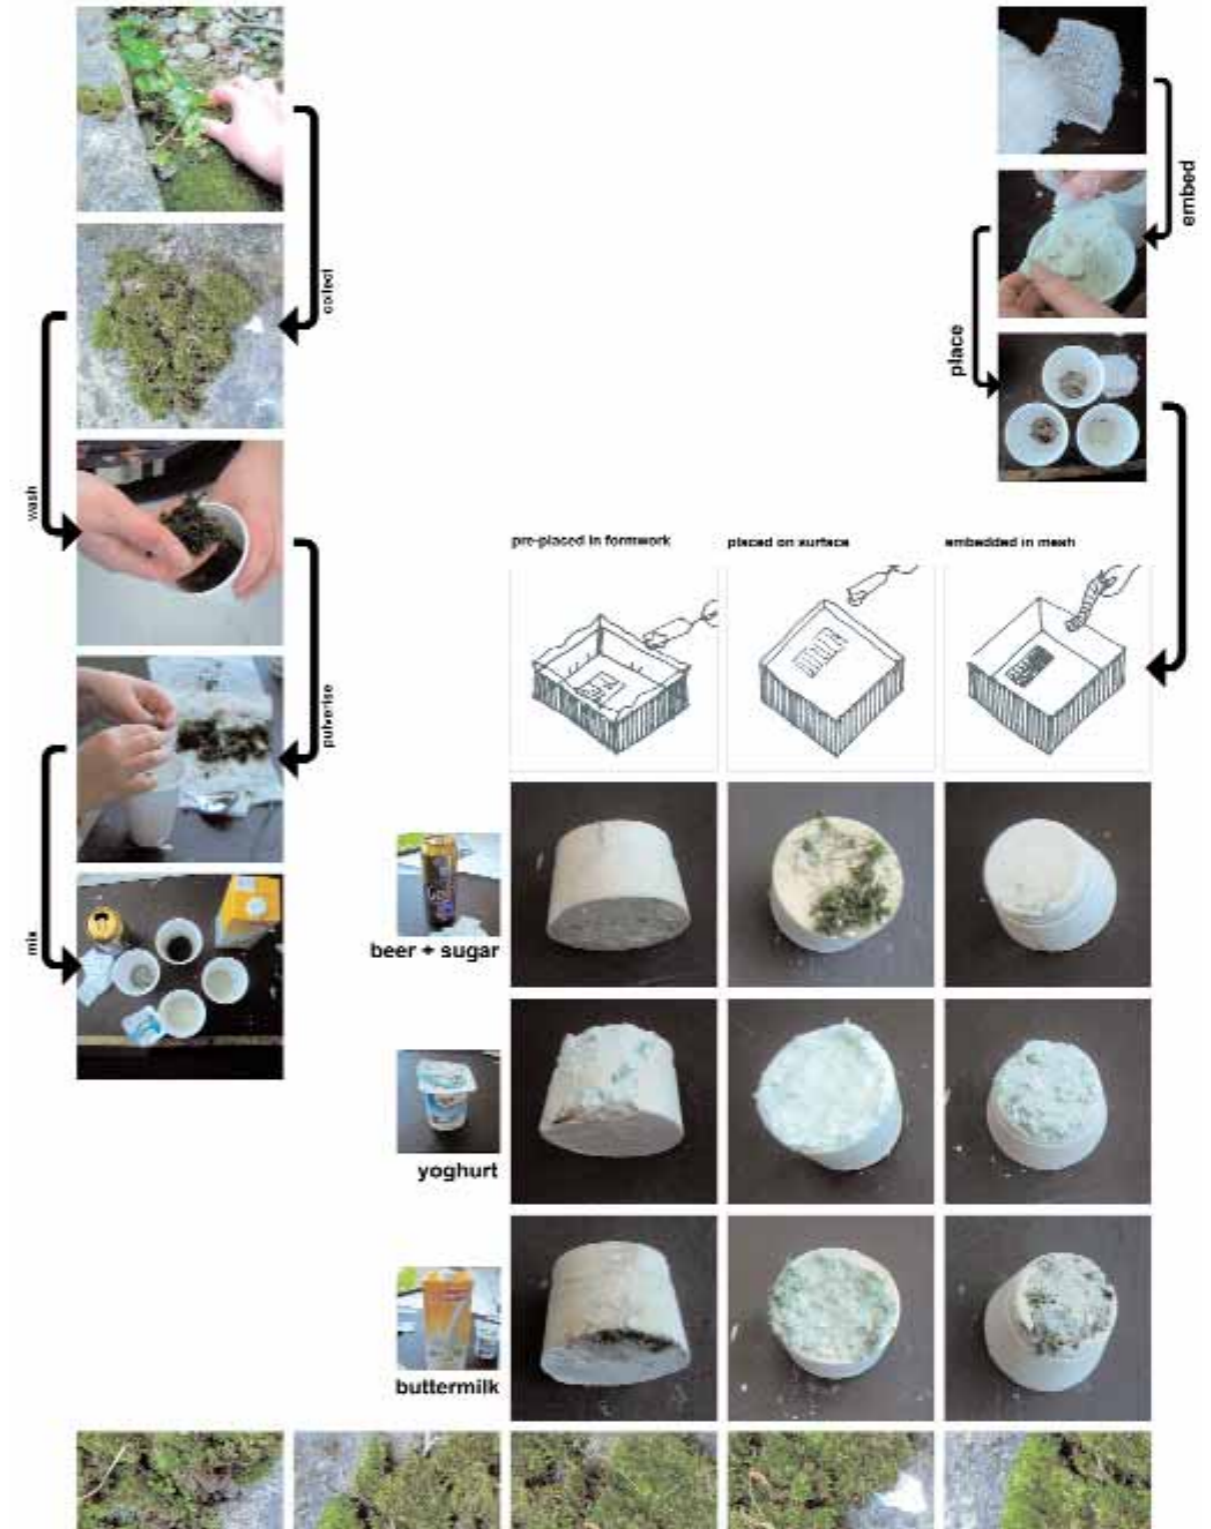 collect
wash
pulverise
mix
embed
place
pre-placed in formwork
placed on surface
embedded in mesh
beer + sugar
yoghurt
buttermilk